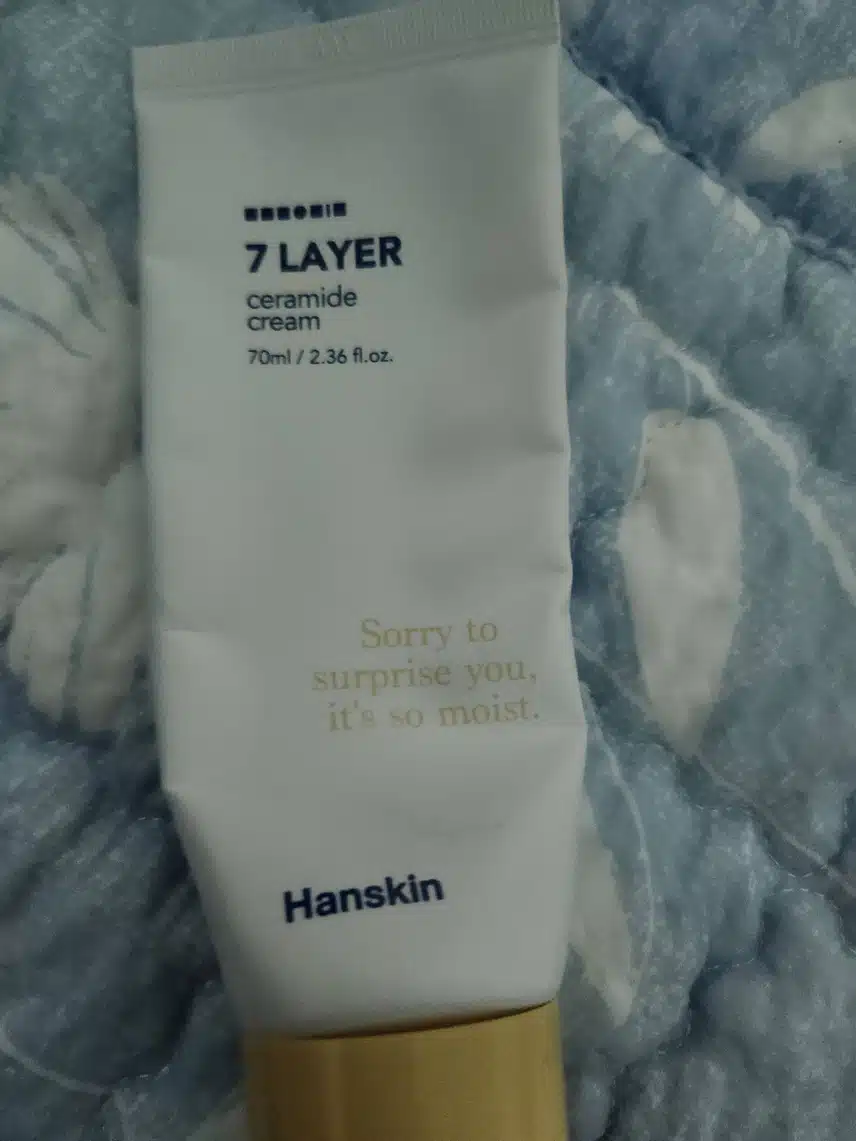 7 LAYER
ceramide
cream
70ml / 2.36 fl.oz.
Sorry to
surprise you,
it's so moist.
Hanskin